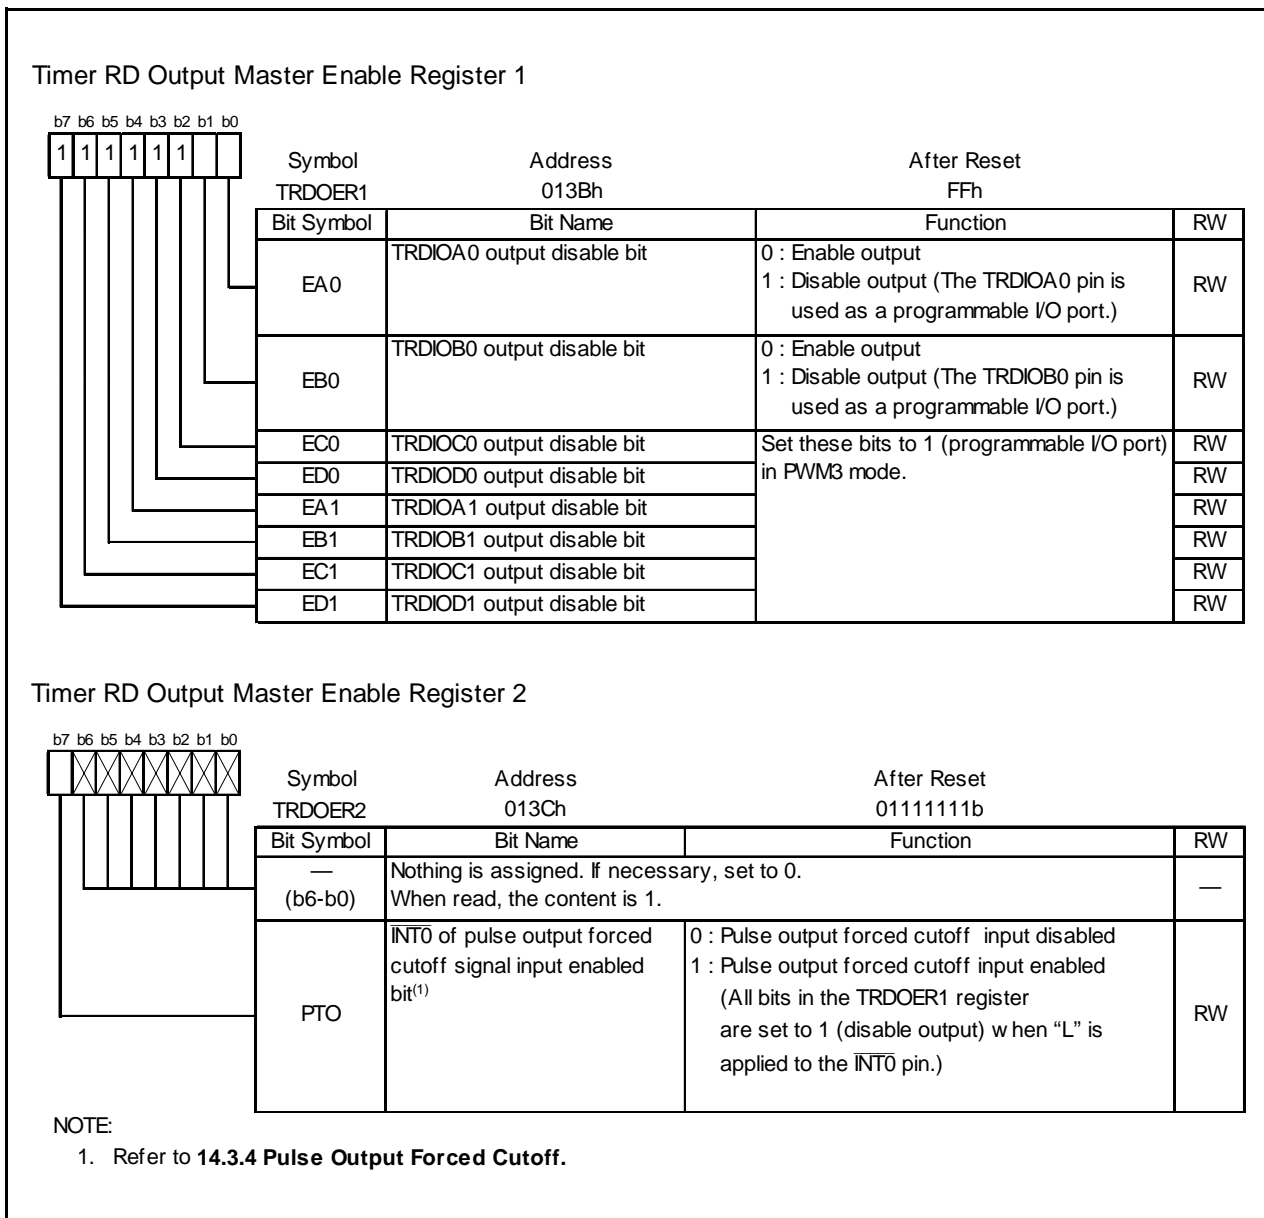 Timer RD Output Master Enable Register 1
b7 b6 b5 b4 b3 b2 b1 b0
1 1 1 1 1 1
Symbol Address After Reset
TRDOER1 013Bh FFh
Bit Symbol Bit Name Function RW
EA0 TRDIOA0 output disable bit 0 : Enable output
1 : Disable output (The TRDIOA0 pin is
used as a programmable I/O port.) RW
EB0 TRDIOB0 output disable bit 0 : Enable output
1 : Disable output (The TRDIOB0 pin is
used as a programmable I/O port.) RW
EC0 TRDIOC0 output disable bit Set these bits to 1 (programmable I/O port) RW
ED0 TRDIOD0 output disable bit in PWM3 mode. RW
EA1 TRDIOA1 output disable bit RW
EB1 TRDIOB1 output disable bit RW
EC1 TRDIOC1 output disable bit RW
ED1 TRDIOD1 output disable bit RW
Timer RD Output Master Enable Register 2
b7 b6 b5 b4 b3 b2 b1 b0
Symbol Address After Reset
TRDOER2 013Ch 01111111b
Bit Symbol Bit Name Function RW
— Nothing is assigned. If necessary, set to 0. —
(b6-b0) When read, the content is 1.
INT0 of pulse output forced 0 : Pulse output forced cutoff input disabled
cutoff signal input enabled 1 : Pulse output forced cutoff input enabled
bit(1) (All bits in the TRDOER1 register
PTO are set to 1 (disable output) when “L” is RW
applied to the INT0 pin.)
NOTE:
1. Refer to 14.3.4 Pulse Output Forced Cutoff.